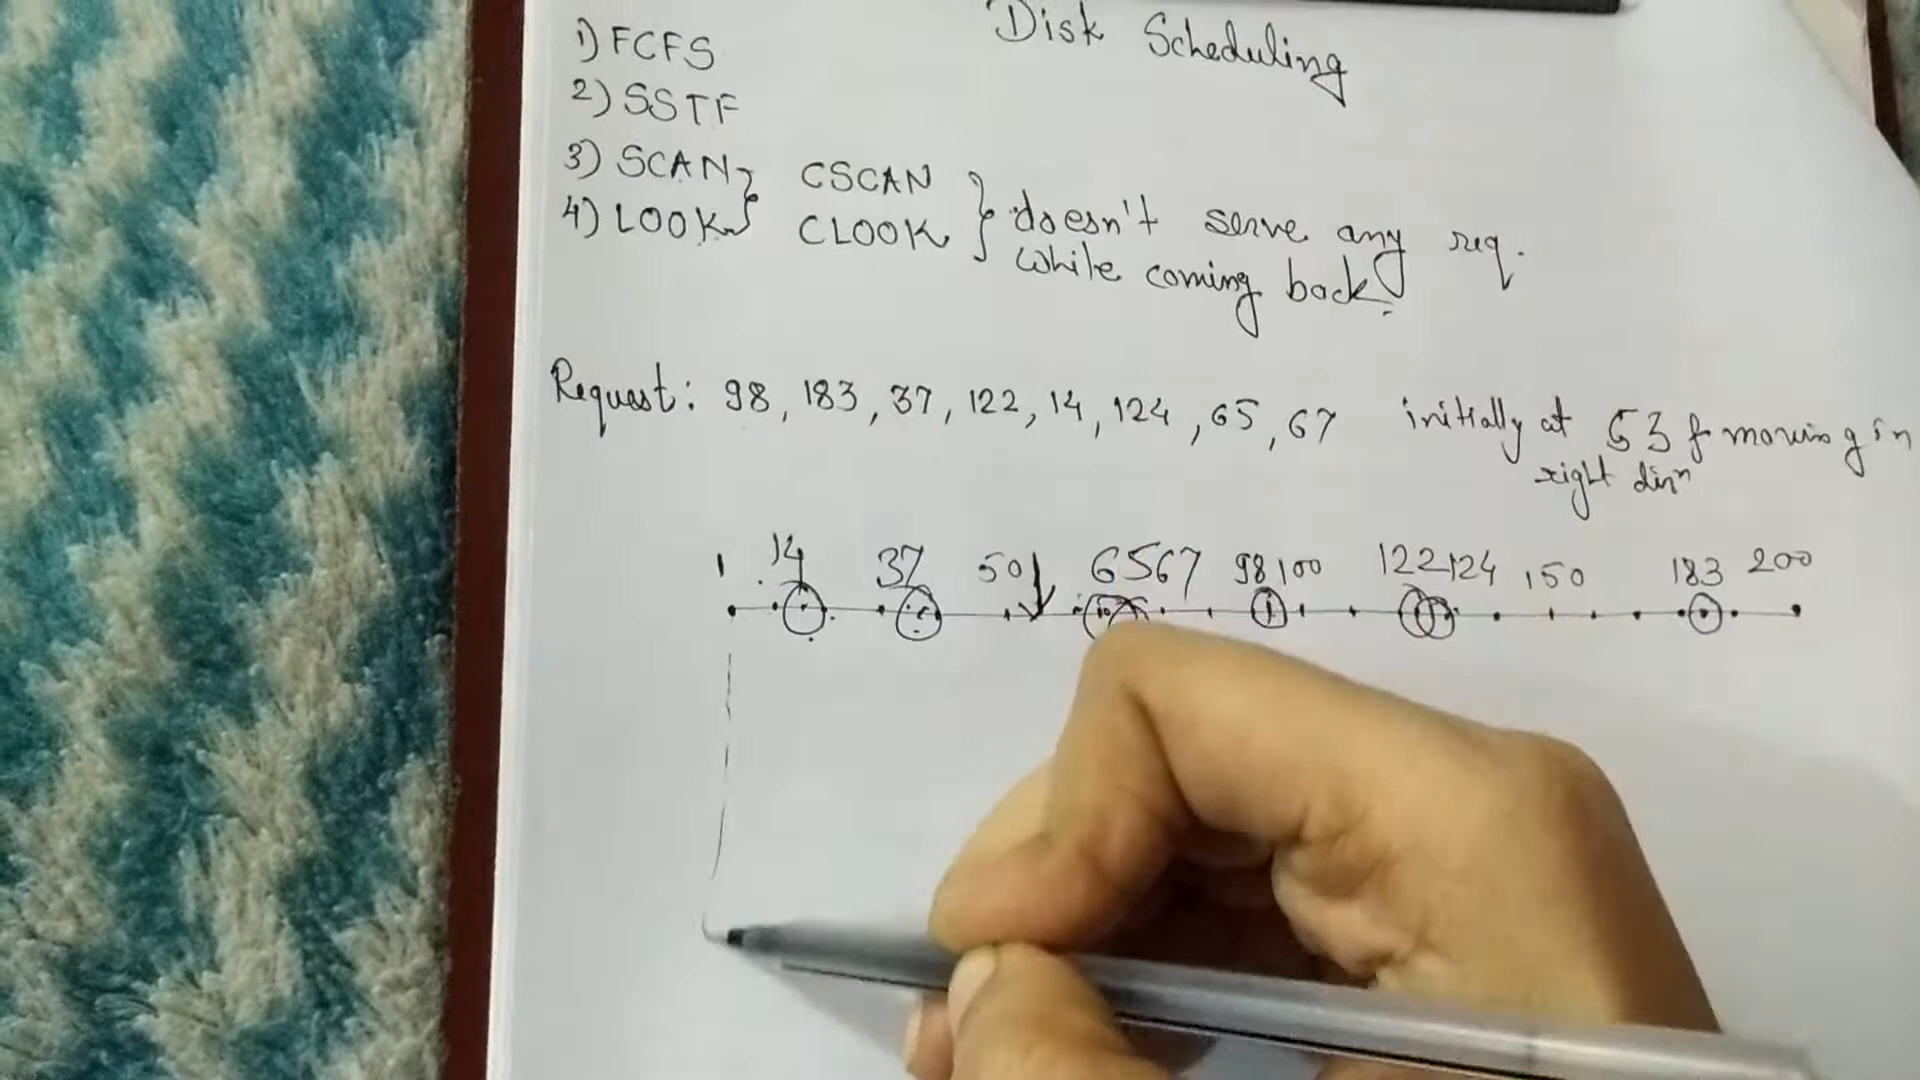 Disk Scheduling
1) FCFS
2) SSTF
3) SCAN } CSCAN
4) LOOK } CLOOK } doesn't serve any req.
while coming back.
Request: 98, 183, 37, 122, 14, 124, 65, 67 initially at 53 & moving in
right dirn
1 14 37 50 65 67 98 100 122 124 150 183 200